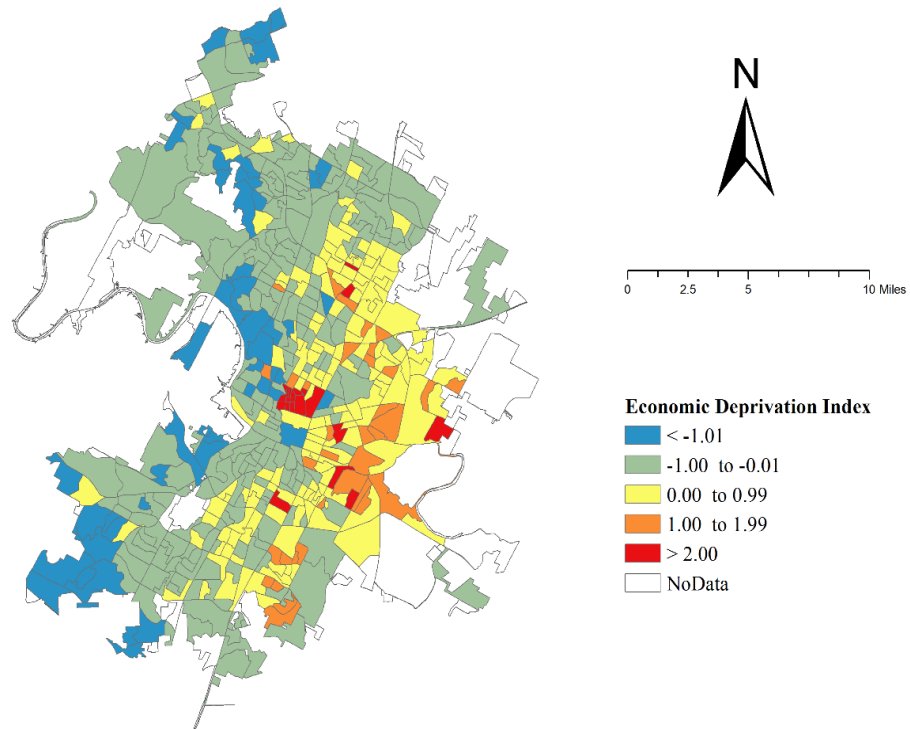 N
0 2.5 5 10 Miles
Economic Deprivation Index
< -1.01
-1.00 to -0.01
0.00 to 0.99
1.00 to 1.99
> 2.00
NoData